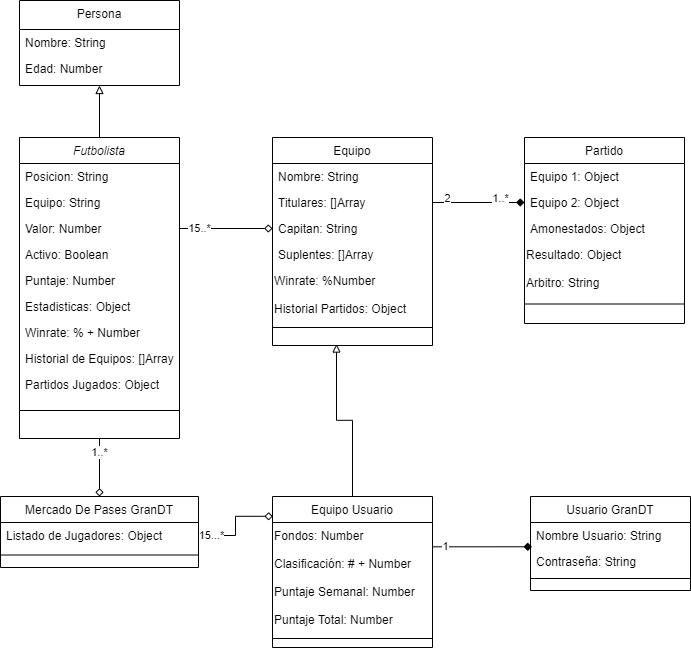 Persona
Nombre: String
Edad: Number
Futbolista
Posicion: String
Equipo: String
Valor: Number
Activo: Boolean
Puntaje: Number
Estadisticas: Object
Winrate: % + Number
Historial de Equipos: []Array
Partidos Jugados: Object
15..*
Equipo
Nombre: String
Titulares: []Array
Capitan: String
Suplentes: []Array
Winrate: %Number
Historial Partidos: Object
2
1..*
Partido
Equipo 1: Object
Equipo 2: Object
Amonestados: Object
Resultado: Object
Arbitro: String
1..*
Mercado De Pases GranDT
Listado de Jugadores: Object
15...*
Equipo Usuario
Fondos: Number
Clasificación: # + Number
Puntaje Semanal: Number
Puntaje Total: Number
1
Usuario GranDT
Nombre Usuario: String
Contraseña: String